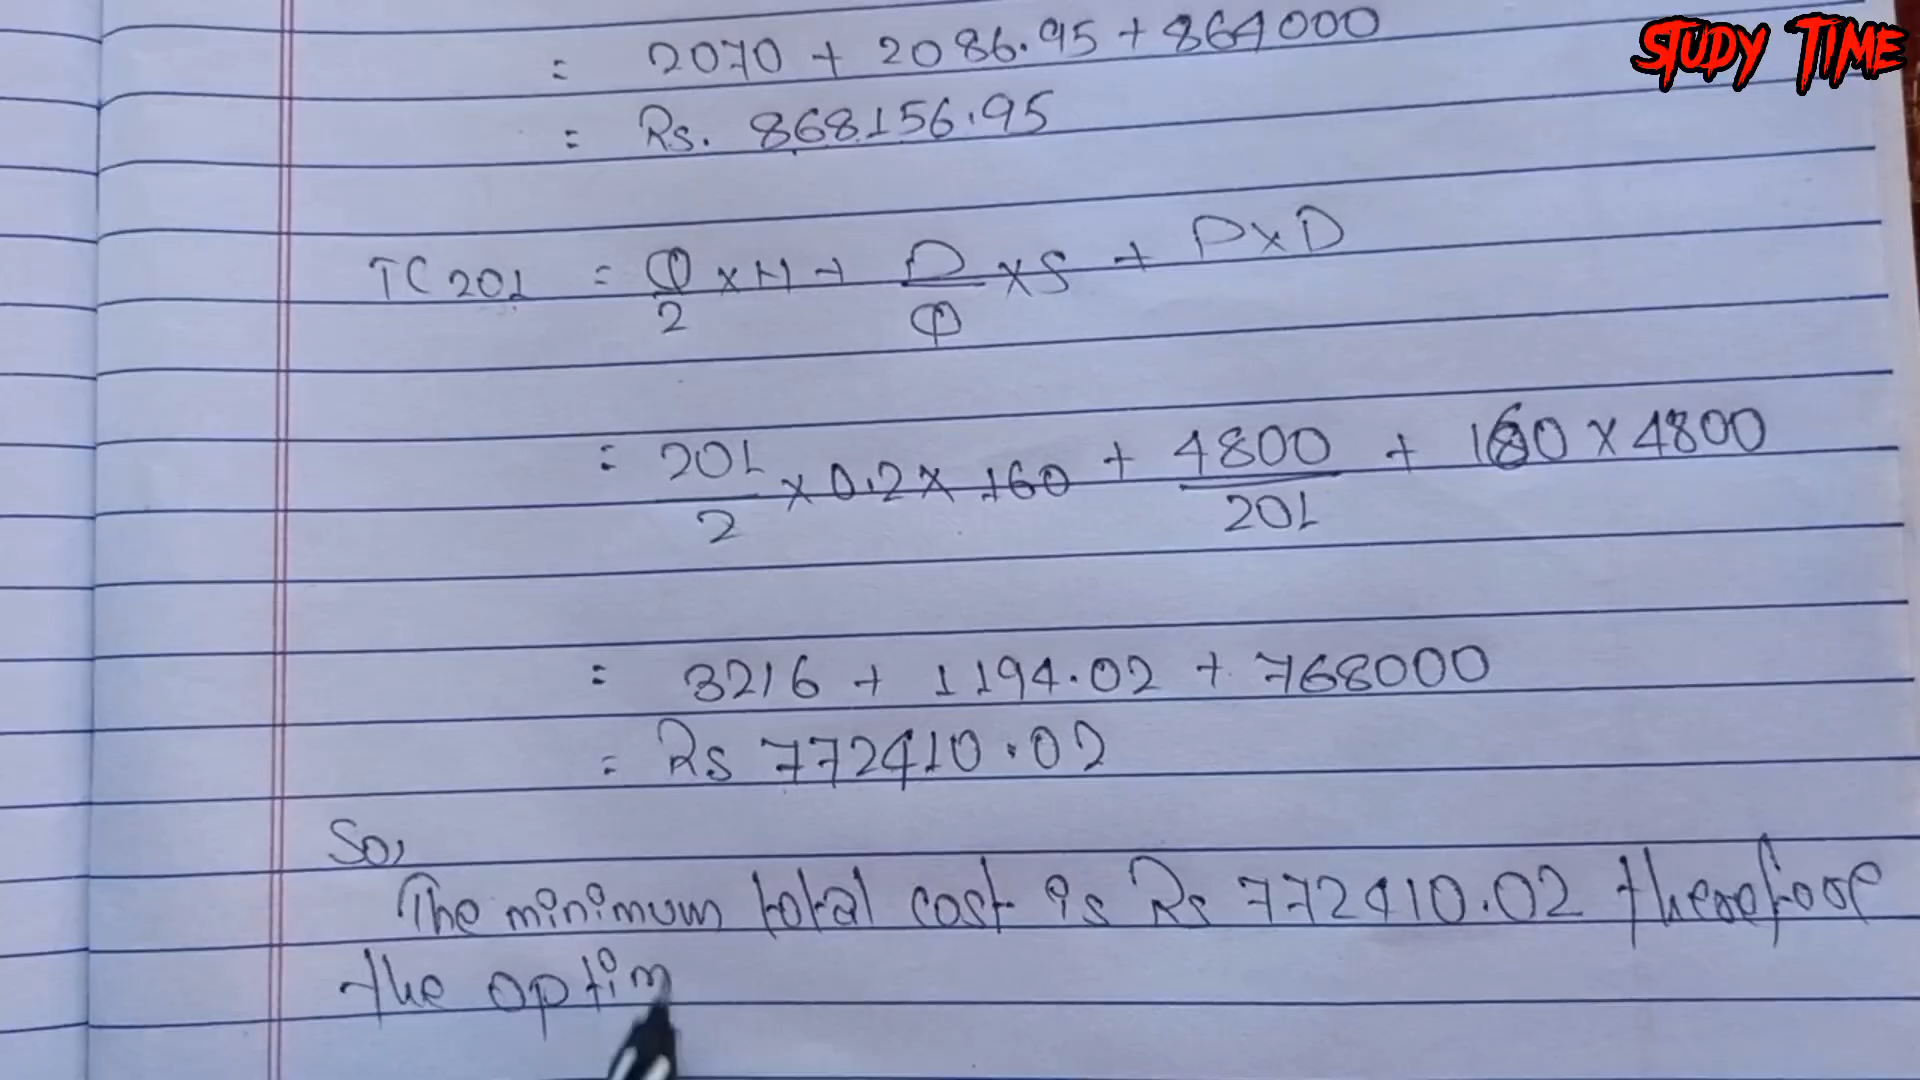 STUDY TIME
= 2070 + 2086.95 + 864000
= Rs. 868156.95
TC 201 = Q/2 × H + D/Q × S + P × D
= 201/2 × 0.2 × 160 + 4800/201 + 160 × 4800
= 3216 + 1194.02 + 768000
= Rs 772410.02
So,
The minimum total cost is Rs 772410.02 therefore
the optim